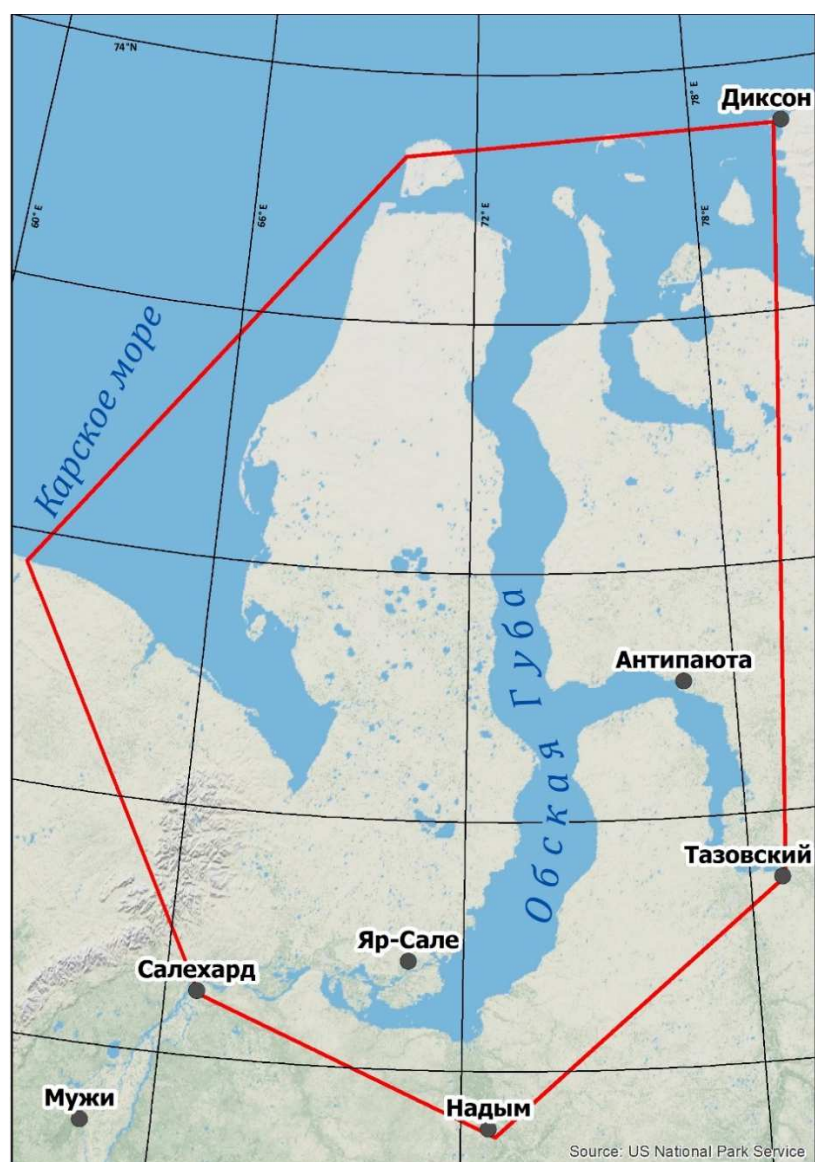 74°N
78° E
Диксон
60° E
66° E
72° E
78°E
Карское море
Обская Губа
Антипаюта
Тазовский
Яр-Сале
Салехард
Мужи
Надым
Source: US National Park Service